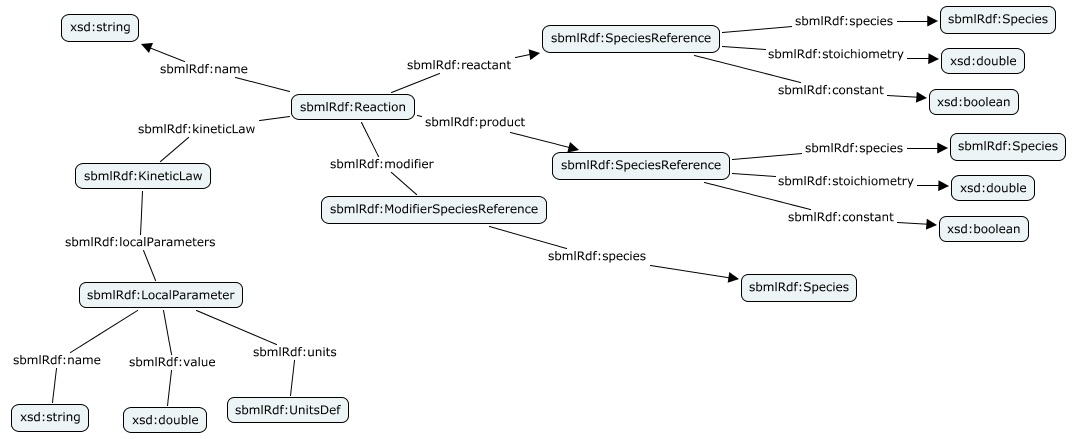 xsd:string
sbmlRdf:name
sbmlRdf:Reaction
sbmlRdf:reactant
sbmlRdf:SpeciesReference
sbmlRdf:species
sbmlRdf:Species
sbmlRdf:stoichiometry
xsd:double
sbmlRdf:constant
xsd:boolean
sbmlRdf:product
sbmlRdf:SpeciesReference
sbmlRdf:species
sbmlRdf:Species
sbmlRdf:stoichiometry
xsd:double
sbmlRdf:constant
xsd:boolean
sbmlRdf:modifier
sbmlRdf:ModifierSpeciesReference
sbmlRdf:species
sbmlRdf:Species
sbmlRdf:kineticLaw
sbmlRdf:KineticLaw
sbmlRdf:localParameters
sbmlRdf:LocalParameter
sbmlRdf:name
xsd:string
sbmlRdf:value
xsd:double
sbmlRdf:units
sbmlRdf:UnitsDef